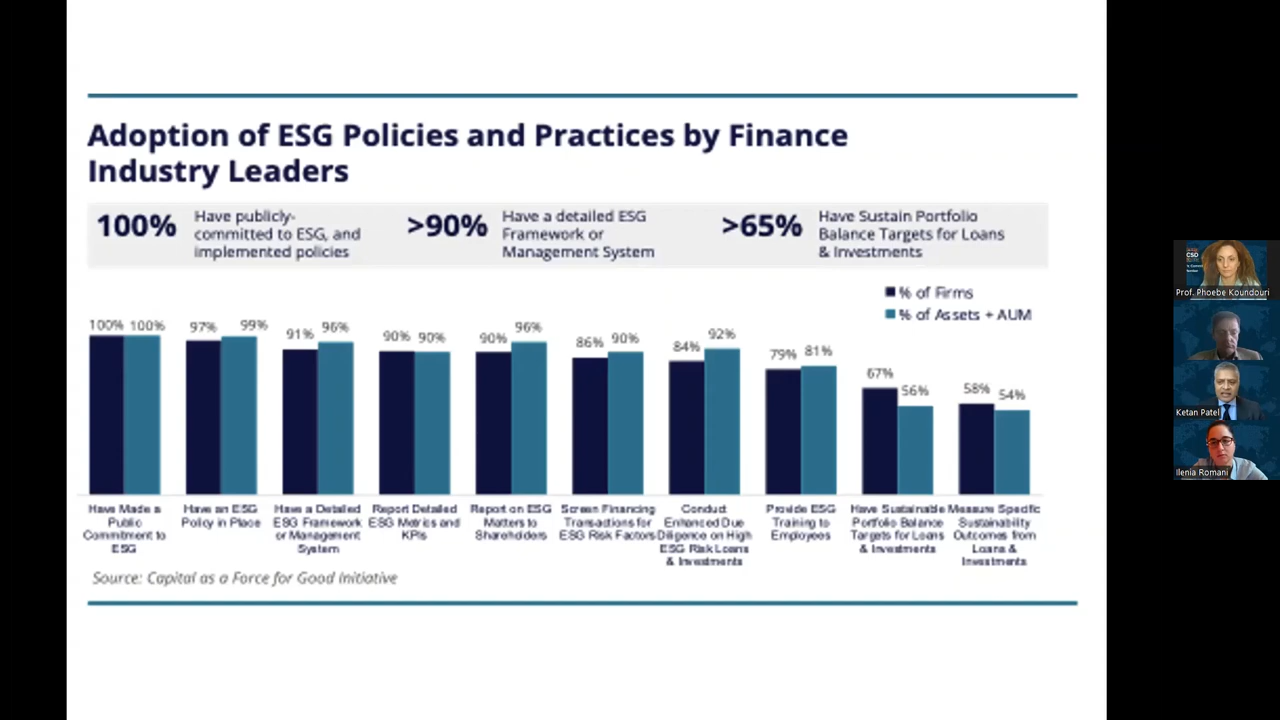 Adoption of ESG Policies and Practices by Finance
Industry Leaders
100%
Have publicly-
committed to ESG, and
implemented policies
>90%
Have a detailed ESG
Framework or
Management System
>65%
Have Sustain Portfolio
Balance Targets for Loans
& Investments
% of Firms
% of Assets + AUM
100% 100%
97% 99%
91% 96%
90% 90%
90% 96%
86% 90%
84% 92%
79% 81%
67% 56%
58% 54%
Have Made a
Public
Commitment to
ESG
Have an ESG
Policy in Place
Have a Detailed
ESG Framework
or Management
System
Report Detailed
ESG Metrics and
KPIs
Report on ESG
Matters to
Shareholders
Screen Financing
Transactions for
ESG Risk Factors
Conduct
Enhanced Due
Diligence on High
ESG Risk Loans
& Investments
Provide ESG
Training to
Employees
Have Sustainable
Portfolio Balance
Targets for Loans
& Investments
Measure Specific
Sustainability
Outcomes from
Loans &
Investments
Source: Capital as a Force for Good Initiative
CSD
Prof. Phoebe Koundouri
Ketan Patel
Ilenia Romani